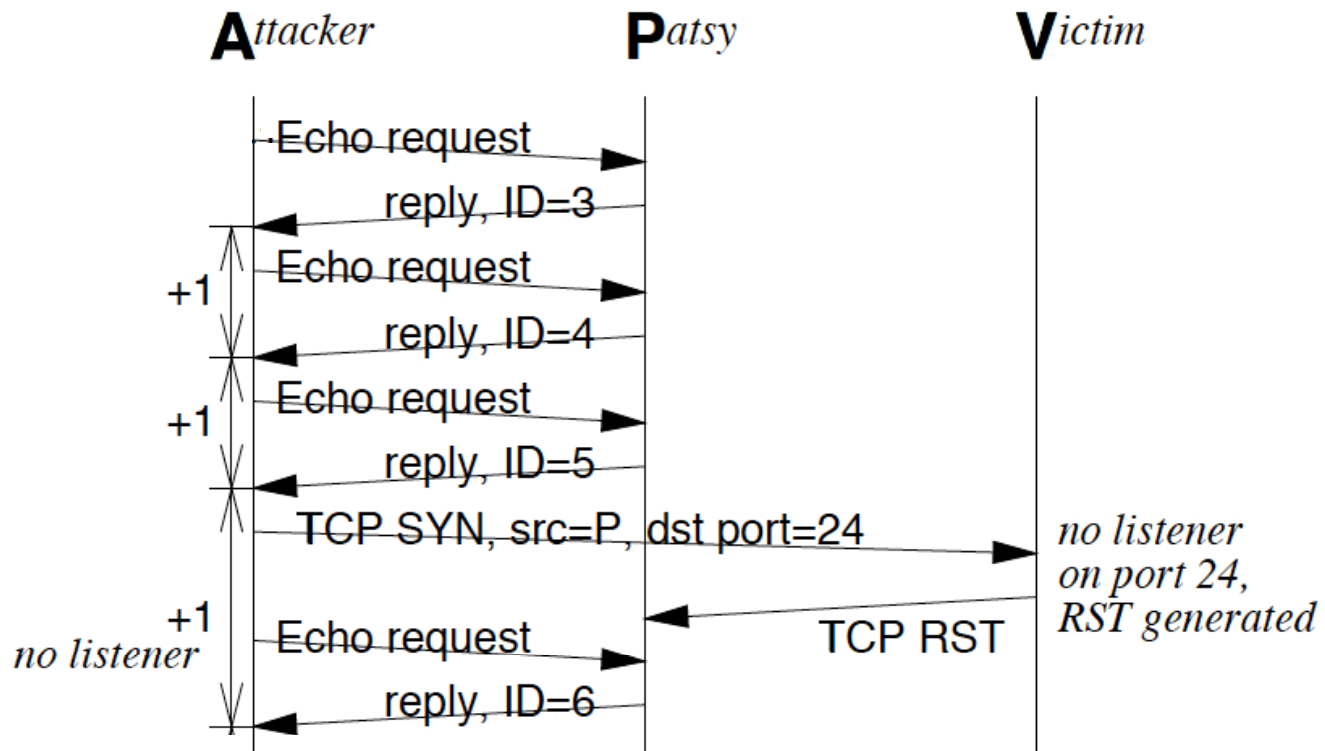 Attacker Patsy Victim
Echo request
reply, ID=3
Echo request
+1
reply, ID=4
Echo request
+1
reply, ID=5
TCP SYN, src=P, dst port=24
no listener
on port 24,
RST generated
+1
no listener
TCP RST
Echo request
reply, ID=6